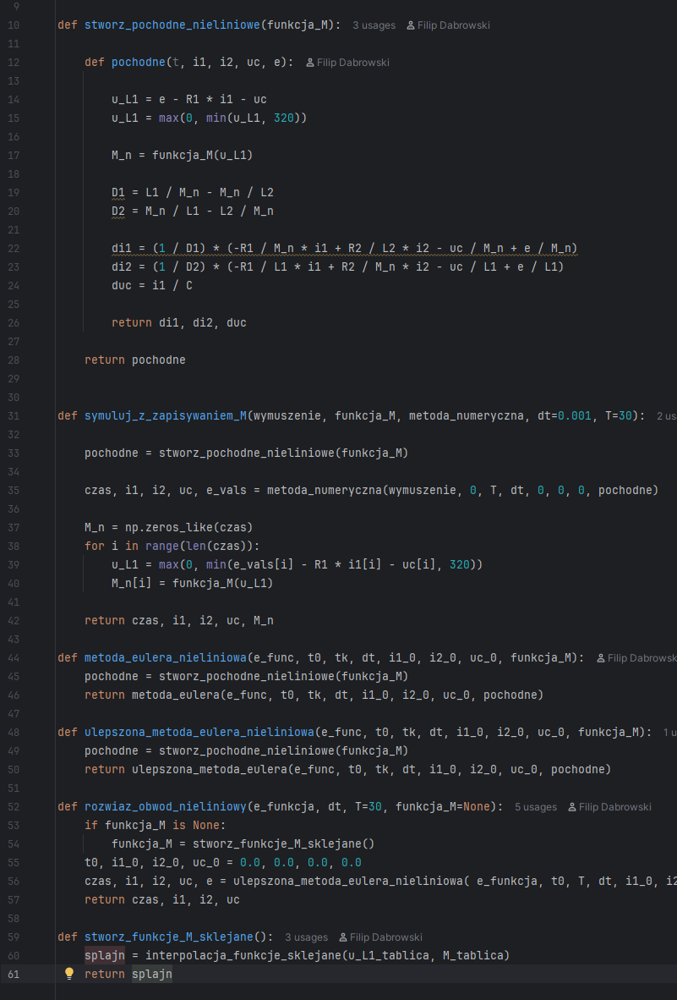 9
10 def stworz_pochodne_nieliniowe(funkcja_M): 3 usages Filip Dabrowski
11
12 def pochodne(t, i1, i2, uc, e): Filip Dabrowski
13
14 u_L1 = e - R1 * i1 - uc
15 u_L1 = max(0, min(u_L1, 320))
16
17 M_n = funkcja_M(u_L1)
18
19 D1 = L1 / M_n - M_n / L2
20 D2 = M_n / L1 - L2 / M_n
21
22 di1 = (1 / D1) * (-R1 / M_n * i1 + R2 / L2 * i2 - uc / M_n + e / M_n)
23 di2 = (1 / D2) * (-R1 / L1 * i1 + R2 / M_n * i2 - uc / L1 + e / L1)
24 duc = i1 / C
25
26 return di1, di2, duc
27
28 return pochodne
29
30
31 def symuluj_z_zapisywaniem_M(wymuszenie, funkcja_M, metoda_numeryczna, dt=0.001, T=30): 2 us
32
33 pochodne = stworz_pochodne_nieliniowe(funkcja_M)
34
35 czas, i1, i2, uc, e_vals = metoda_numeryczna(wymuszenie, 0, T, dt, 0, 0, 0, pochodne)
36
37 M_n = np.zeros_like(czas)
38 for i in range(len(czas)):
39 u_L1 = max(0, min(e_vals[i] - R1 * i1[i] - uc[i], 320))
40 M_n[i] = funkcja_M(u_L1)
41
42 return czas, i1, i2, uc, M_n
43
44 def metoda_eulera_nieliniowa(e_func, t0, tk, dt, i1_0, i2_0, uc_0, funkcja_M): Filip Dabrowsk
45 pochodne = stworz_pochodne_nieliniowe(funkcja_M)
46 return metoda_eulera(e_func, t0, tk, dt, i1_0, i2_0, uc_0, pochodne)
47
48 def ulepszona_metoda_eulera_nieliniowa(e_func, t0, tk, dt, i1_0, i2_0, uc_0, funkcja_M): 1 u
49 pochodne = stworz_pochodne_nieliniowe(funkcja_M)
50 return ulepszona_metoda_eulera(e_func, t0, tk, dt, i1_0, i2_0, uc_0, pochodne)
51
52 def rozwiaz_obwod_nieliniowy(e_funkcja, dt, T=30, funkcja_M=None): 5 usages Filip Dabrowski
53 if funkcja_M is None:
54 funkcja_M = stworz_funkcje_M_sklejane()
55 t0, i1_0, i2_0, uc_0 = 0.0, 0.0, 0.0, 0.0
56 czas, i1, i2, uc, e = ulepszona_metoda_eulera_nieliniowa( e_funkcja, t0, T, dt, i1_0, i2
57 return czas, i1, i2, uc
58
59 def stworz_funkcje_M_sklejane(): 3 usages Filip Dabrowski
60 splajn = interpolacja_funkcje_sklejane(u_L1_tablica, M_tablica)
61 return splajn